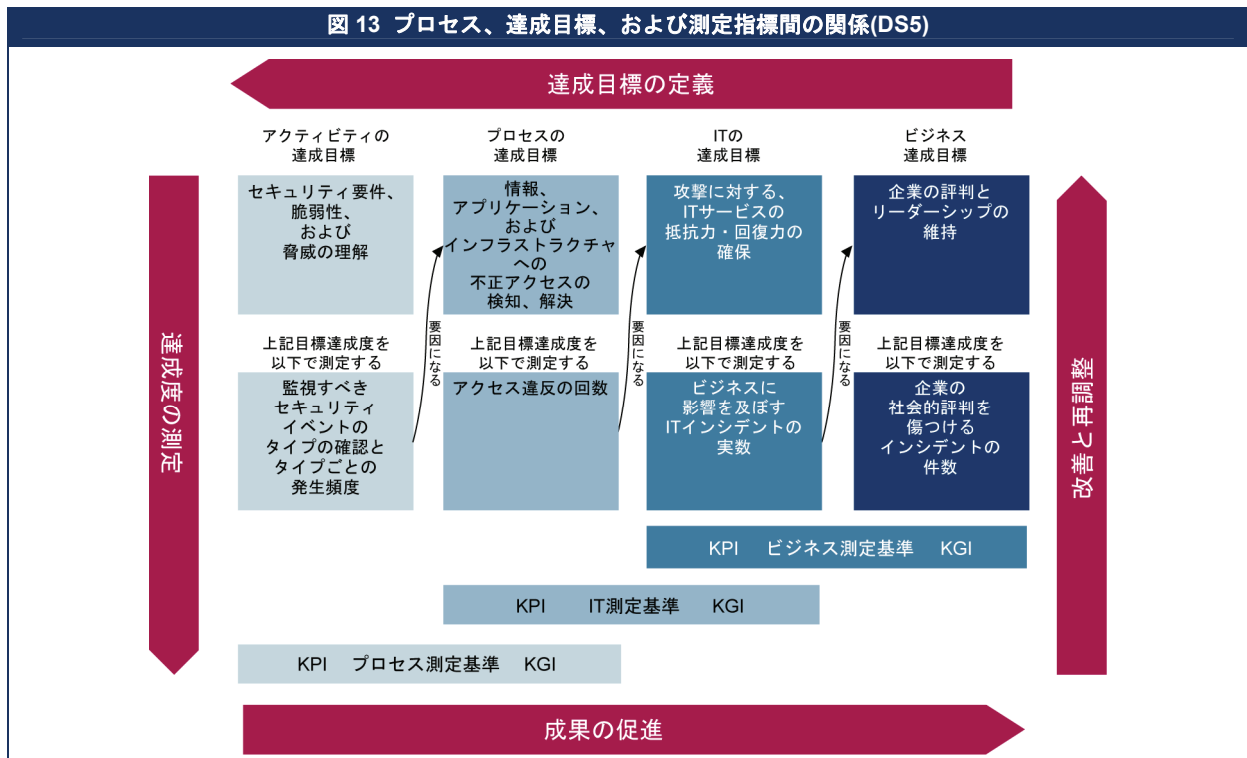 図 13 プロセス、達成目標、および測定指標間の関係(DS5)
達成目標の定義
アクティビティの
達成目標
プロセスの
達成目標
ITの
達成目標
ビジネス
達成目標
達成度の測定
セキュリティ要件、
脆弱性、
および
脅威の理解
情報、
アプリケーション、
および
インフラストラクチャ
への
不正アクセスの
検知、解決
攻撃に対する、
ITサービスの
抵抗力・回復力の
確保
企業の評判と
リーダーシップの
維持
改善と再調整
要因になる
要因になる
要因になる
上記目標達成度を
以下で測定する
上記目標達成度を
以下で測定する
上記目標達成度を
以下で測定する
上記目標達成度を
以下で測定する
監視すべき
セキュリティ
イベントの
タイプの確認と
タイプごとの
発生頻度
アクセス違反の回数
ビジネスに
影響を及ぼす
ITインシデントの
実数
企業の
社会的評判を
傷つける
インシデントの
件数
KPI ビジネス測定基準 KGI
KPI IT測定基準 KGI
KPI プロセス測定基準 KGI
成果の促進